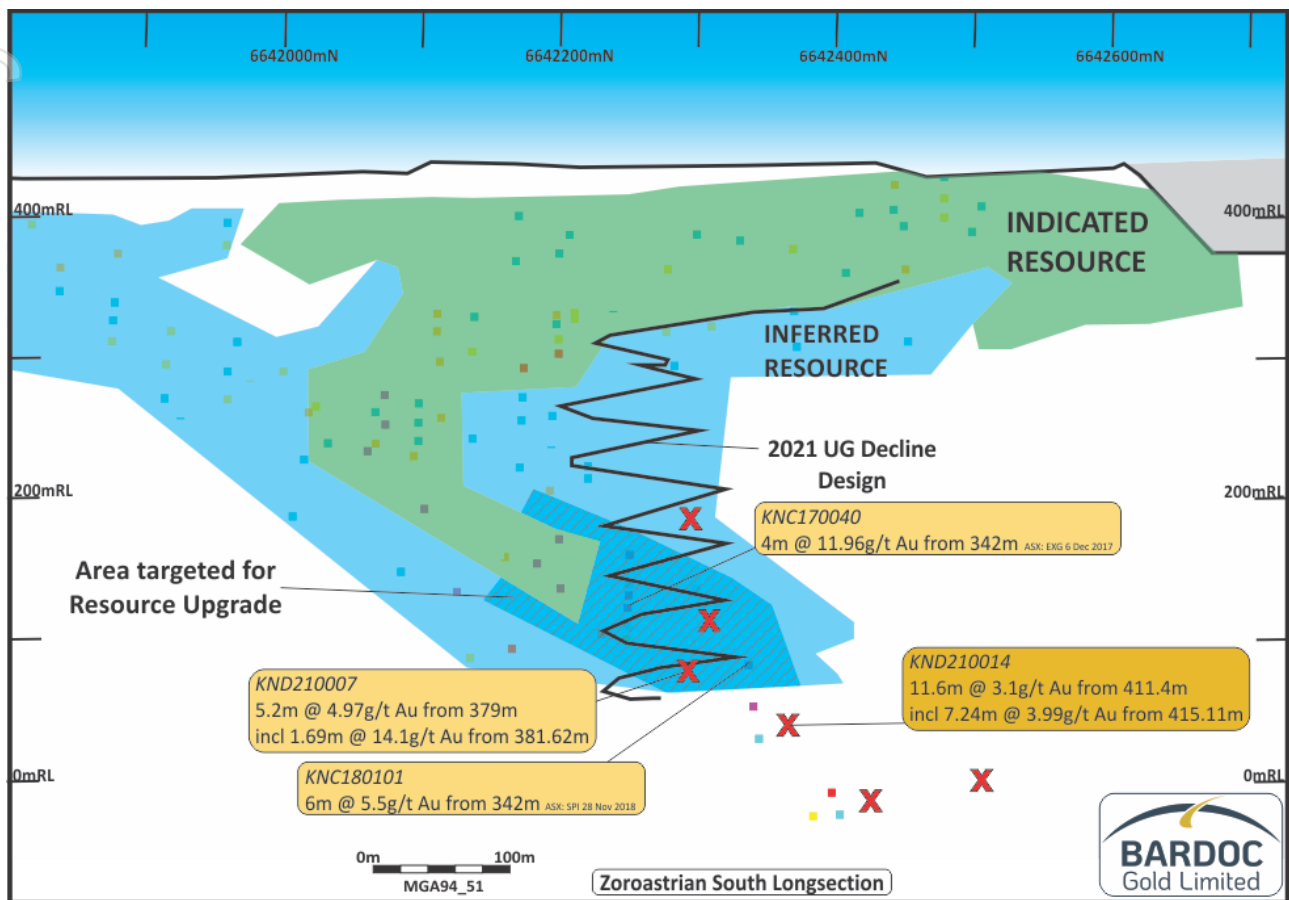 6642000mN
6642200mN
6642400mN
6642600mN
400mRL
400mRL
INDICATED
RESOURCE
INFERRED
RESOURCE
2021 UG Decline
Design
200mRL
200mRL
KNC170040
4m @ 11.96g/t Au from 342m ASX: EXG 6 Dec 2017
Area targeted for
Resource Upgrade
KND210014
11.6m @ 3.1g/t Au from 411.4m
incl 7.24m @ 3.99g/t Au from 415.11m
KND210007
5.2m @ 4.97g/t Au from 379m
incl 1.69m @ 14.1g/t Au from 381.62m
KNC180101
6m @ 5.5g/t Au from 342m ASX: SPI 28 Nov 2018
0mRL
0mRL
0m 100m
MGA94_51
Zoroastrian South Longsection
BARDOC
Gold Limited